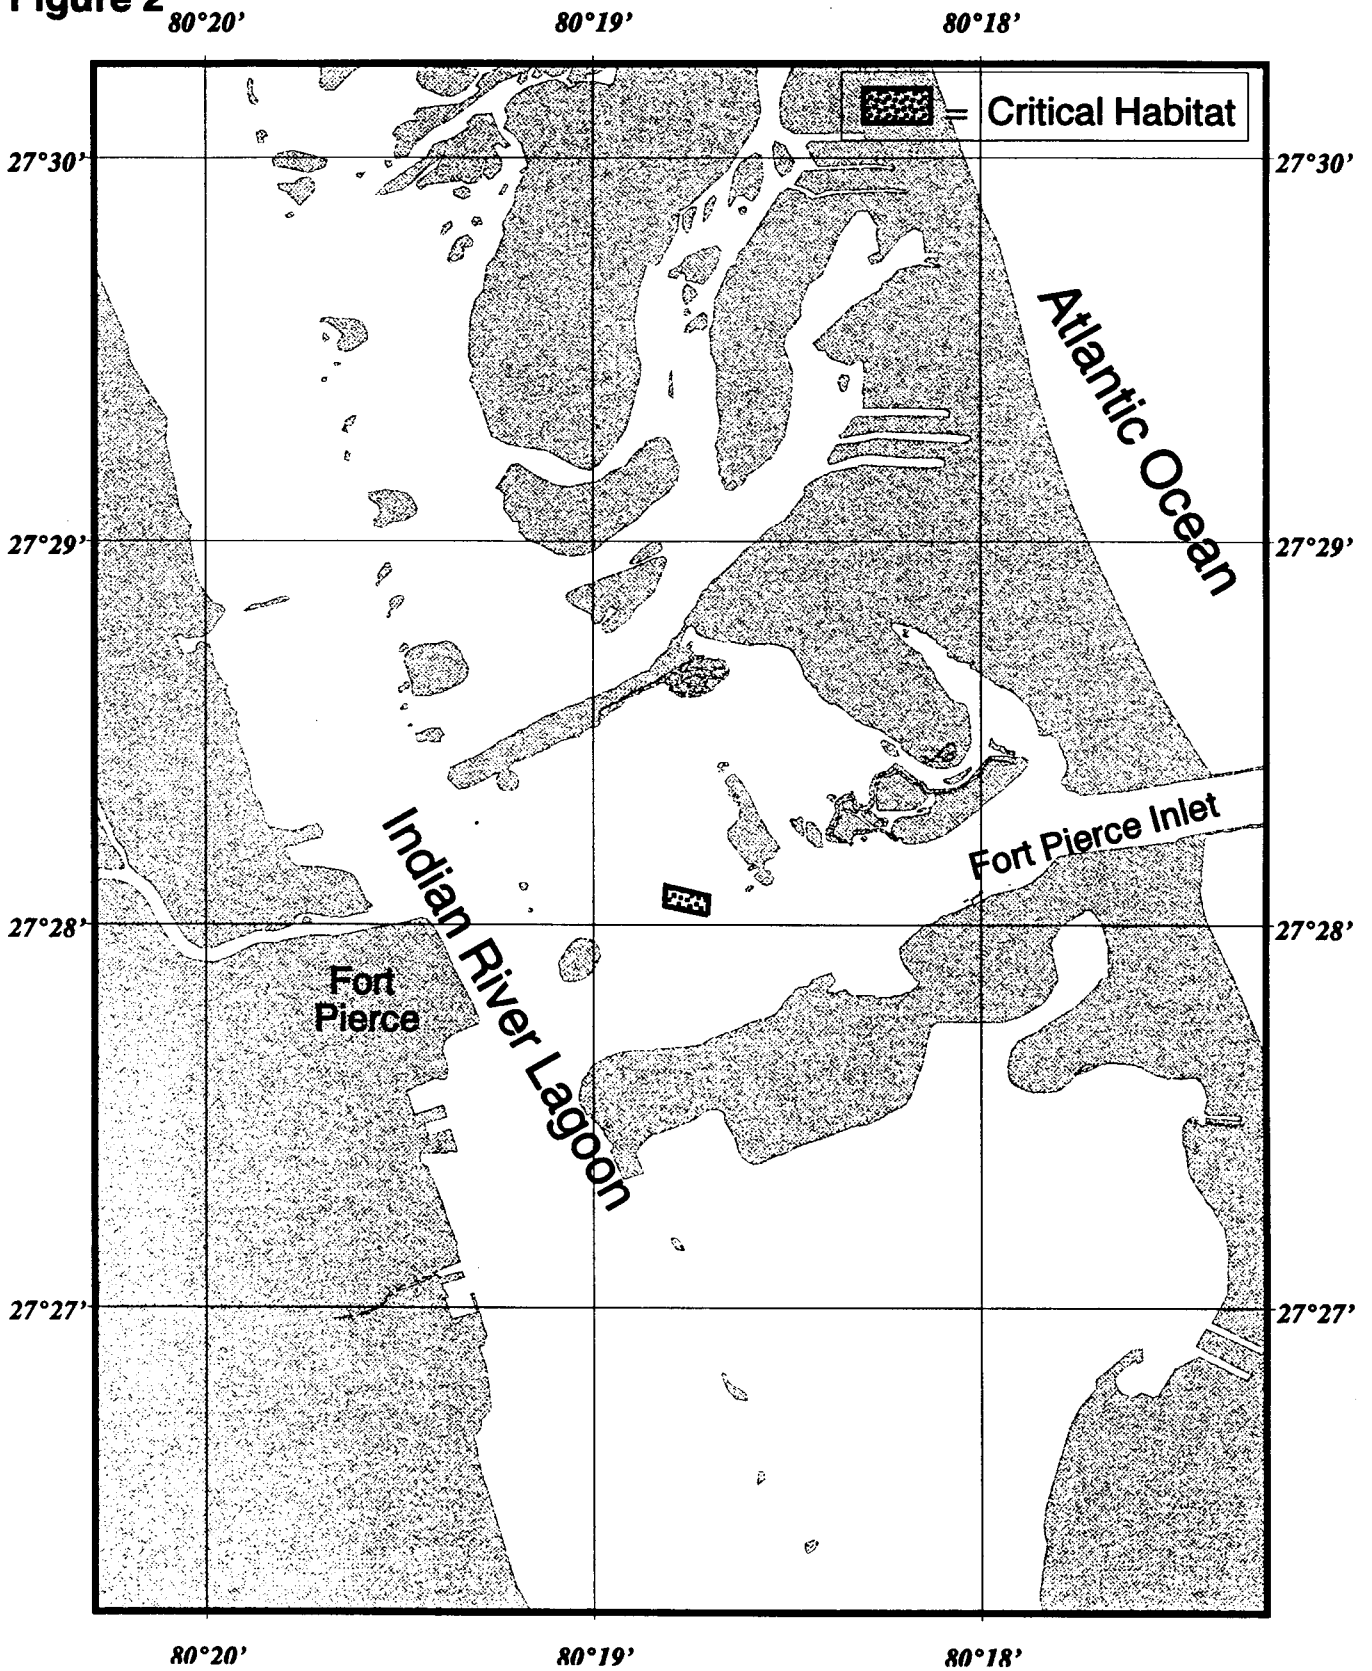 Figure 2
80°20' 80°19' 80°18'
= Critical Habitat
27°30' 27°30'
Atlantic Ocean
27°29' 27°29'
Fort Pierce Inlet
Indian River Lagoon
27°28' 27°28'
Fort
Pierce
27°27' 27°27'
80°20' 80°19' 80°18'